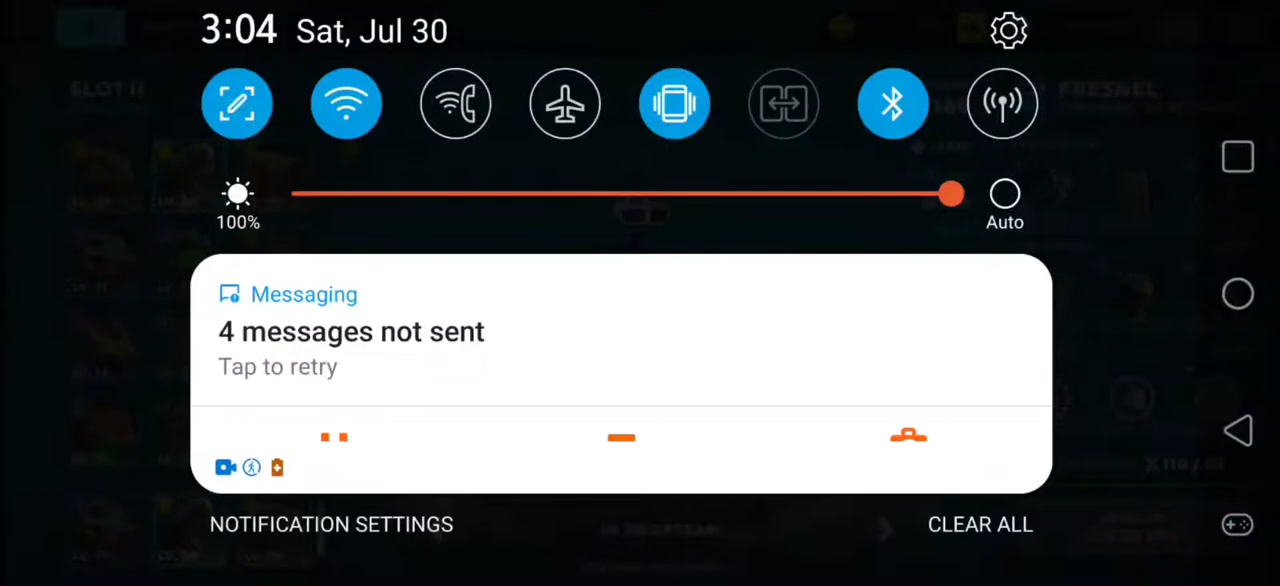 3:04 Sat, Jul 30
100%
Auto
Messaging
4 messages not sent
Tap to retry
NOTIFICATION SETTINGS
CLEAR ALL
FRESNEL